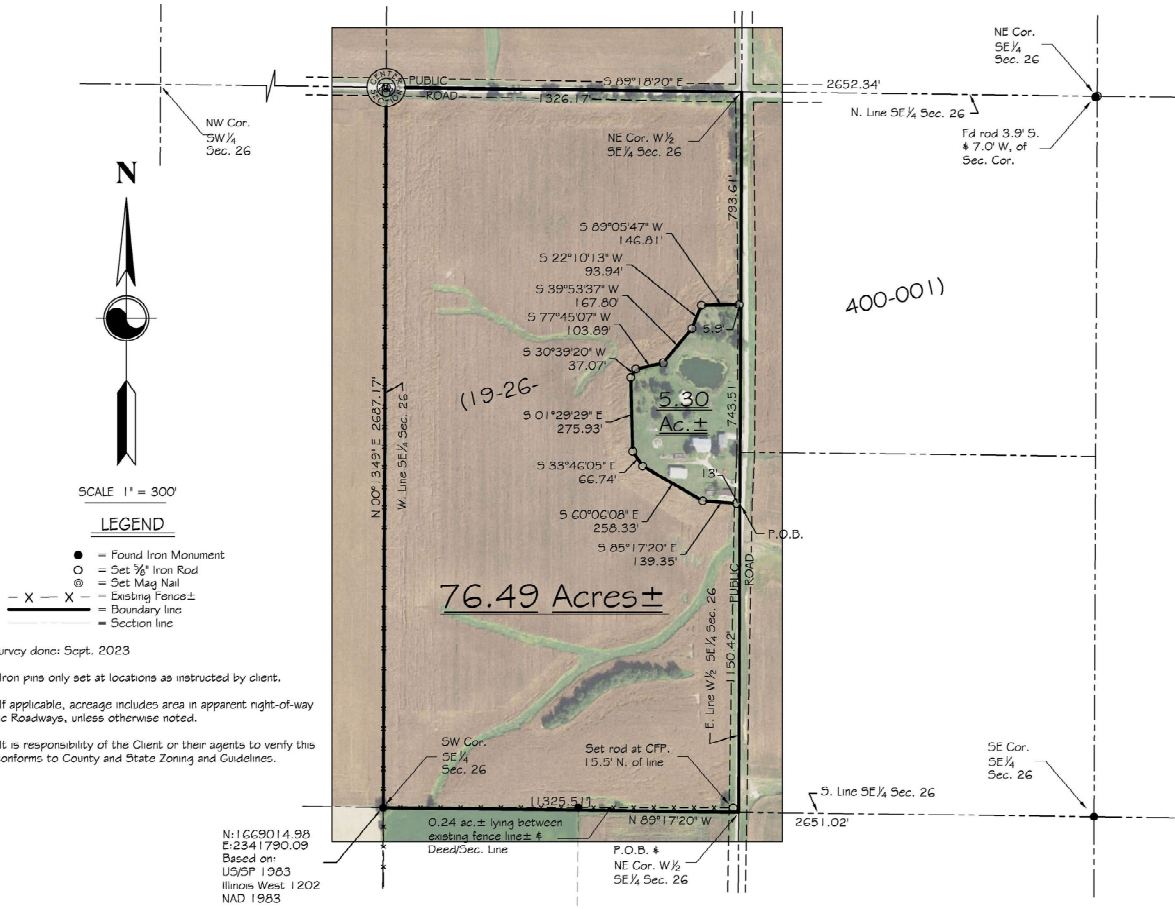 NE Cor.
SE¼
Sec. 26
PUBLIC
ROAD
S 89°18'20" E
1326.17'
2652.34'
N. Line SE¼ Sec. 26
NW Cor.
SW¼
Sec. 26
NE Cor. W½
SE¼ Sec. 26
Fd rod 3.9' S.
& 7.0' W, of
Sec. Cor.
N
793.61'
S 89°05'47" W
146.81'
S 22°10'13" W
93.94'
S 39°53'37" W
167.80'
S 77°45'07" W
103.89'
S 30°39'20" W
37.07'
5.9'
400-001)
(19-26-
5.30
Ac.±
743.51'
N 00°13'49" E 2687.17'
W. Line SE¼ Sec. 26
S 01°29'29" E
275.93'
S 33°46'05" E
66.74'
13'
S 60°06'08" E
258.33'
P.O.B.
S 85°17'20" E
139.35'
SCALE 1" = 300'
LEGEND
= Found Iron Monument
= Set ⅝" Iron Rod
= Set Mag Nail
= Existing Fence±
= Boundary line
= Section line
76.49 Acres±
PUBLIC
ROAD
E. Line W½ SE¼ Sec. 26
1150.42'
urvey done: Sept. 2023
Iron pins only set at locations as instructed by client.
If applicable, acreage includes area in apparent right-of-way
c Roadways, unless otherwise noted.
It is responsibility of the Client or their agents to verify this
onforms to County and State Zoning and Guidelines.
SW Cor.
SE¼
Sec. 26
Set rod at CFP.
15.5' N. of line
SE Cor.
SE¼
Sec. 26
S. Line SE¼ Sec. 26
2651.02'
(1325.51')
N 89°17'20" W
0.24 ac.± lying between
existing fence line± &
Deed/Sec. Line
P.O.B. &
NE Cor. W½
SE¼ Sec. 26
N:1669014.98
E:2341790.09
Based on:
US/SP 1983
Illinois West 1202
NAD 1983